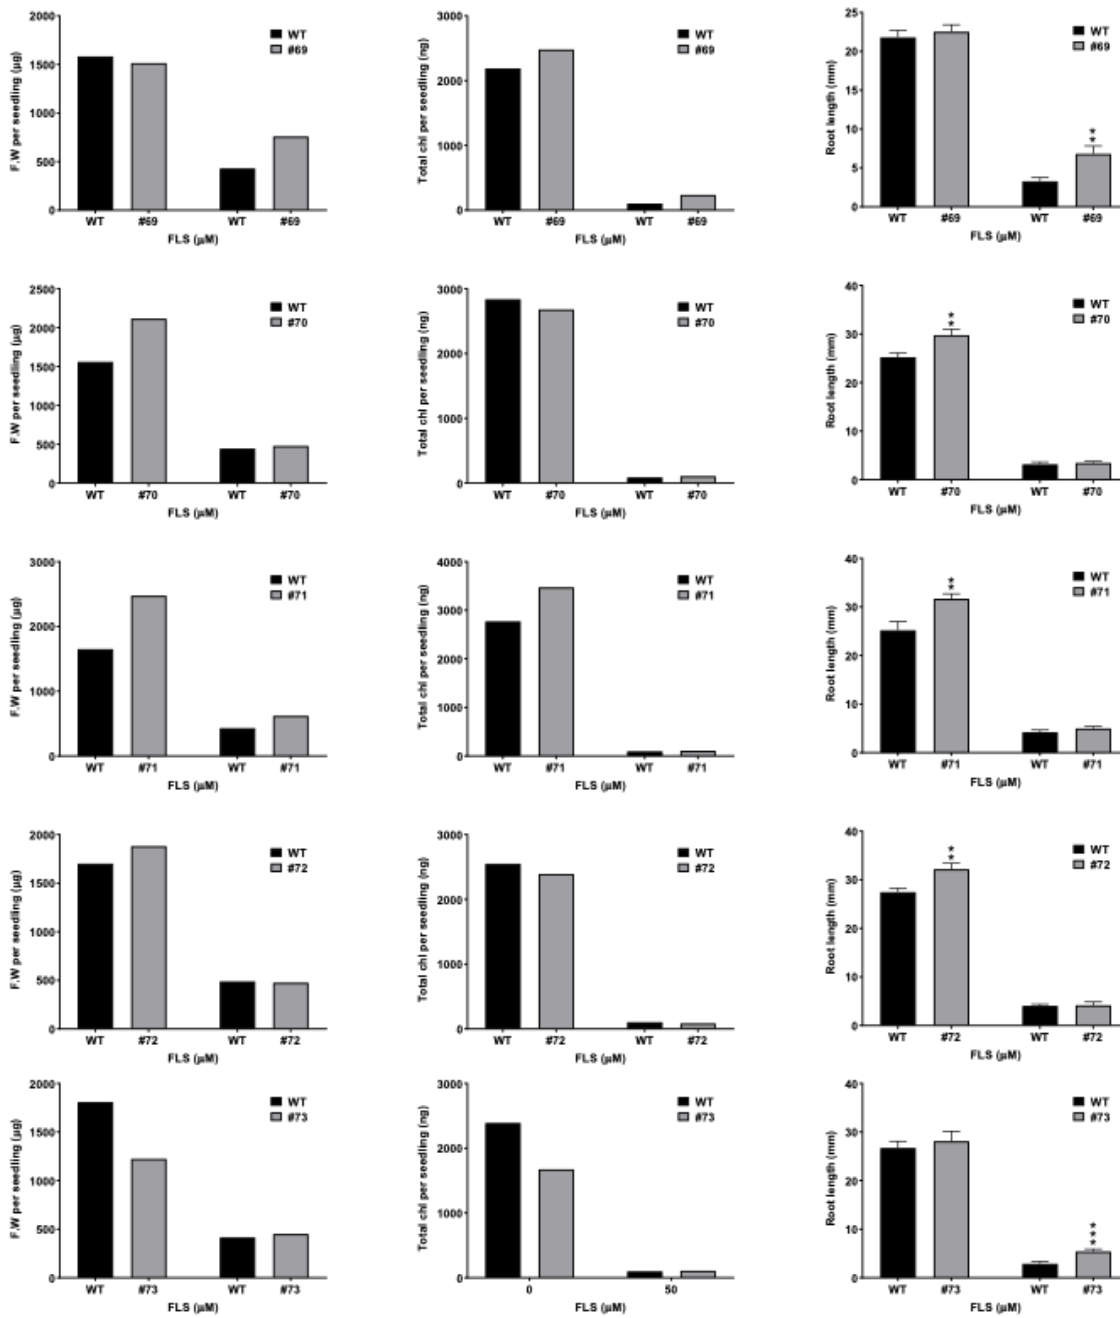 2000
1500
1000
500
0
F.W per seedling (µg)
WT
#69
WT #69 WT #69
FLS (µM)
3000
2000
1000
0
Total chl per seedling (ng)
WT
#69
WT #69 WT #69
FLS (µM)
25
20
15
10
5
0
Root length (mm)
WT
#69
**
WT #69 WT #69
FLS (µM)
2500
2000
1500
1000
500
0
F.W per seedling (µg)
WT
#70
WT #70 WT #70
FLS (µM)
3000
2000
1000
0
Total chl per seedling (ng)
WT
#70
WT #70 WT #70
FLS (µM)
40
30
20
10
0
Root length (mm)
WT
#70
**
WT #70 WT #70
FLS (µM)
3000
2000
1000
0
F.W per seedling (µg)
WT
#71
WT #71 WT #71
FLS (µM)
4000
3000
2000
1000
0
Total chl per seedling (ng)
WT
#71
WT #71 WT #71
FLS (µM)
40
30
20
10
0
Root length (mm)
WT
#71
**
WT #71 WT #71
FLS (µM)
2000
1500
1000
500
0
F.W per seedling (µg)
WT
#72
WT #72 WT #72
FLS (µM)
3000
2000
1000
0
Total chl per seedling (ng)
WT
#72
WT #72 WT #72
FLS (µM)
40
30
20
10
0
Root length (mm)
WT
#72
**
WT #72 WT #72
FLS (µM)
2000
1500
1000
500
0
F.W per seedling (µg)
WT
#73
WT #73 WT #73
FLS (µM)
3000
2000
1000
0
Total chl per seedling (ng)
WT
#73
0 50
FLS (µM)
40
30
20
10
0
Root length (mm)
WT
#73
***
WT #73 WT #73
FLS (µM)